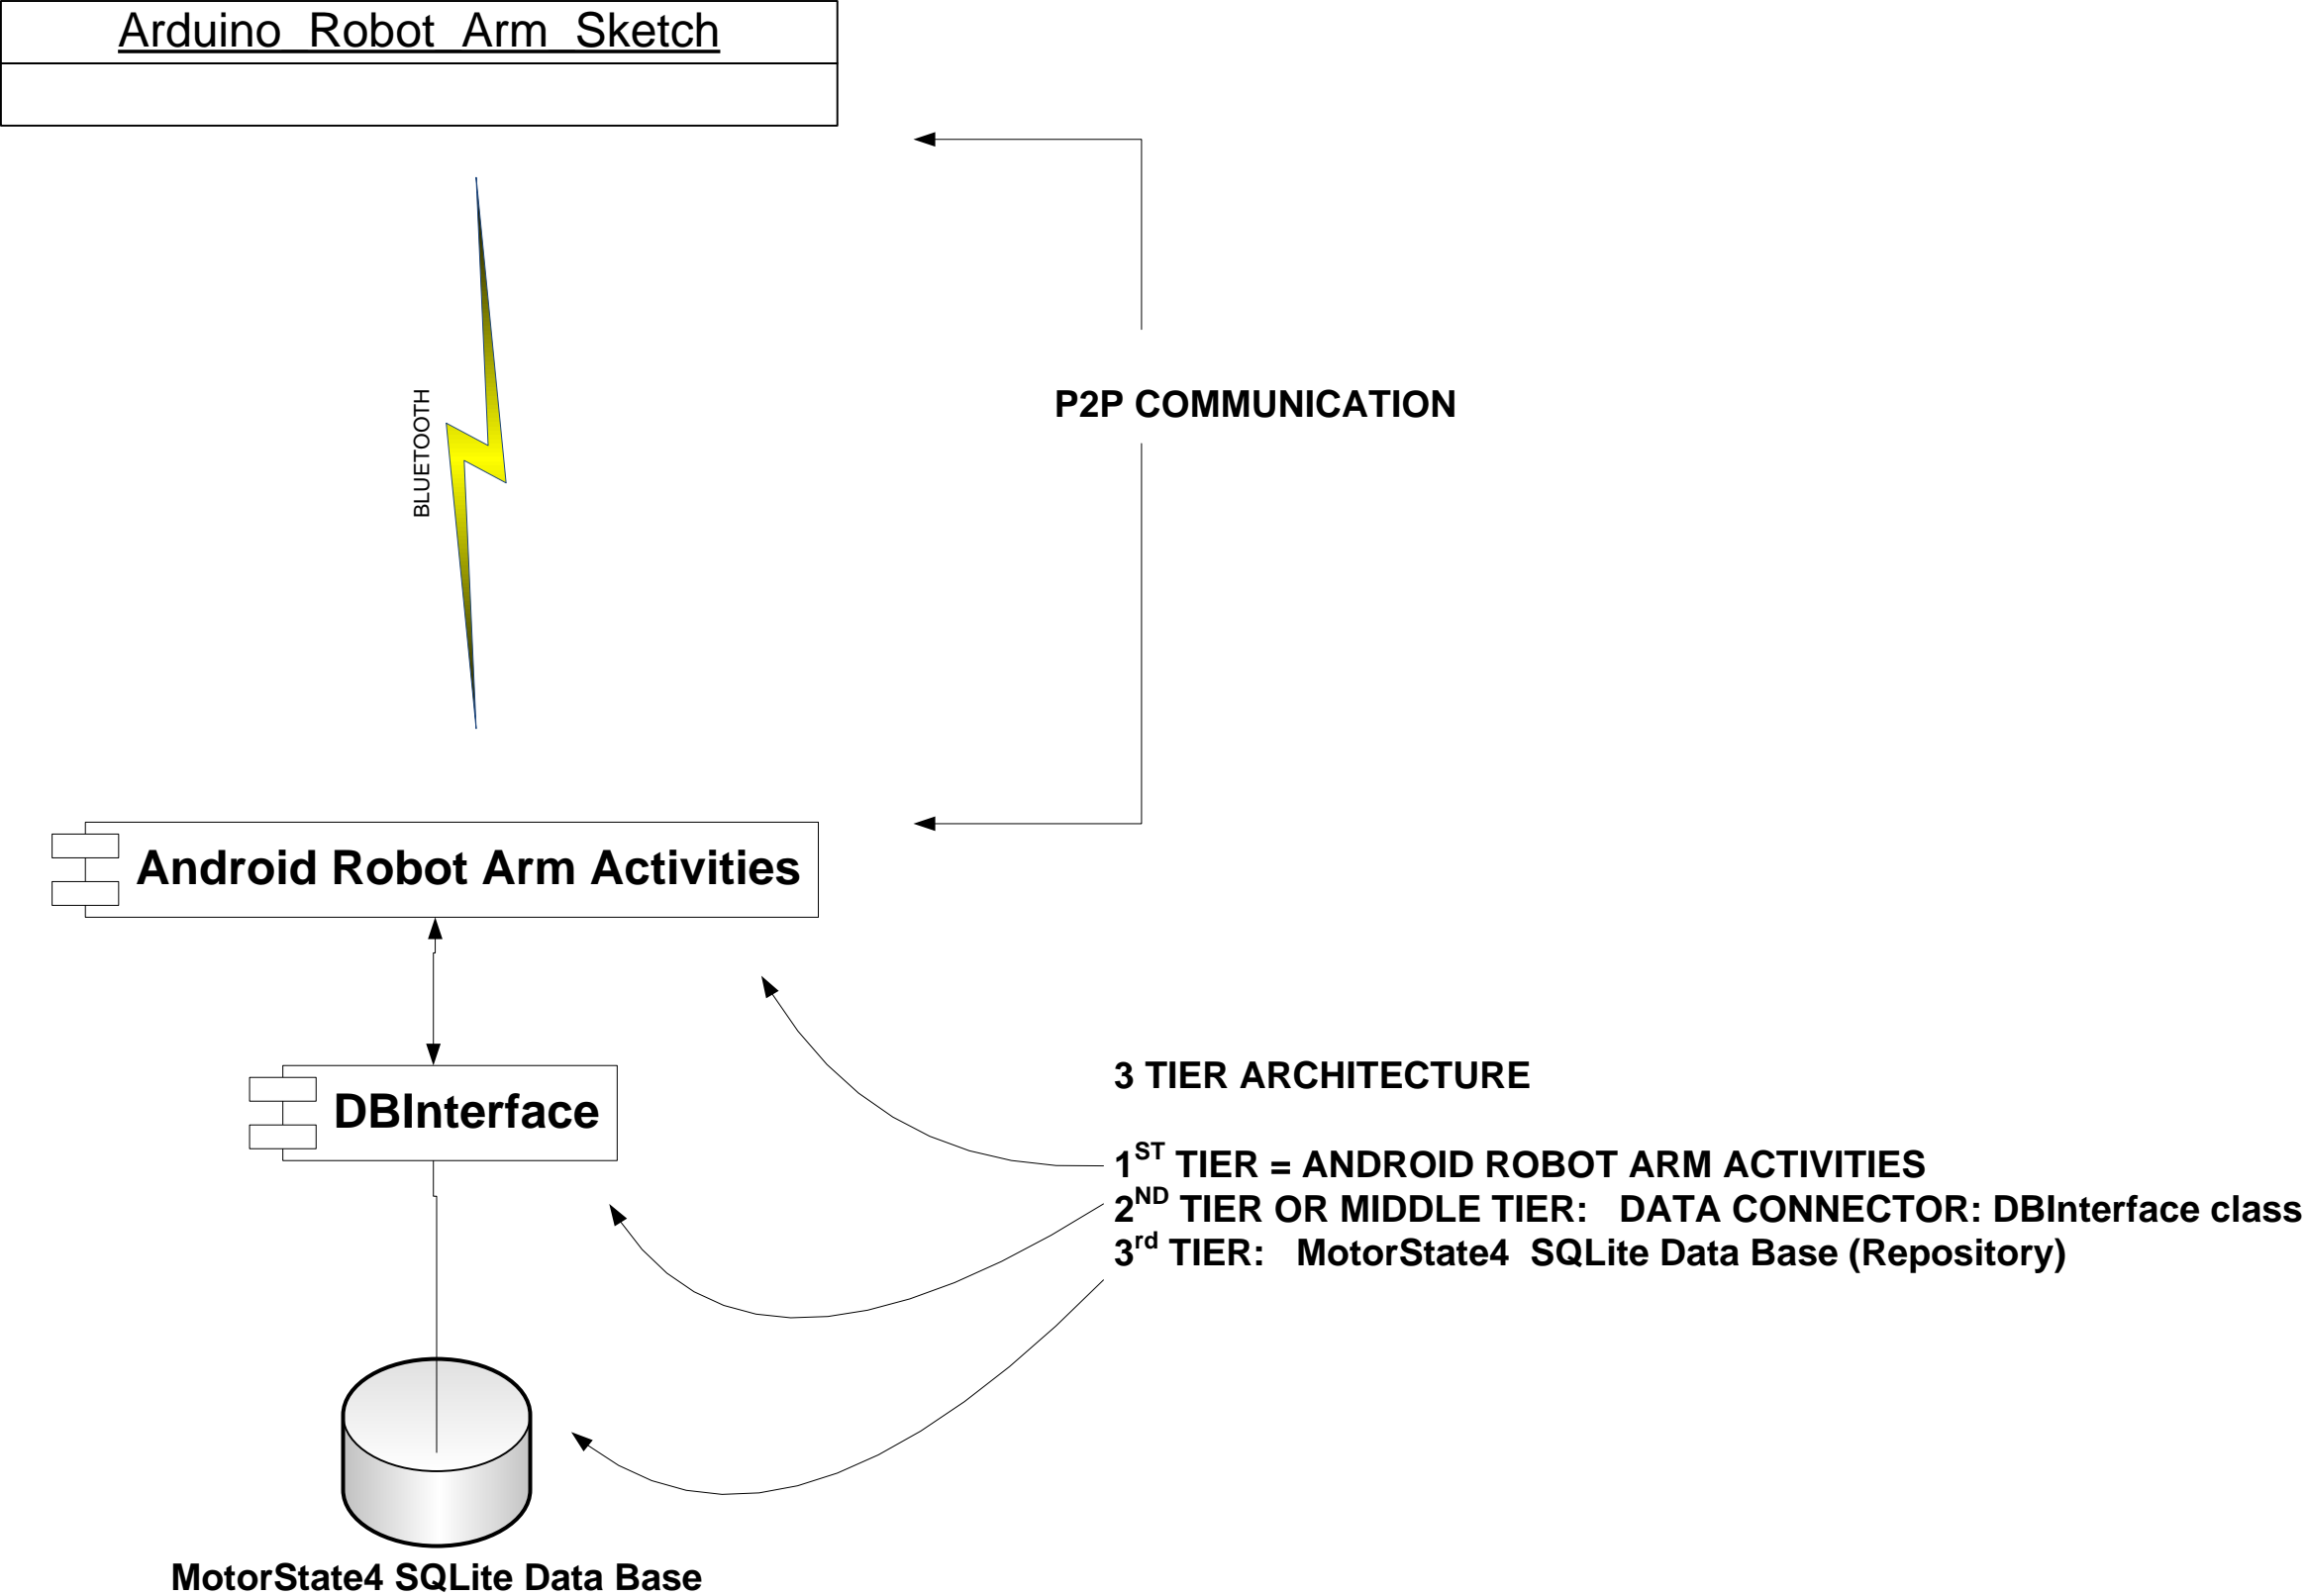 Arduino Robot Arm Sketch
BLUETOOTH
P2P COMMUNICATION
Android Robot Arm Activities
DBInterface
3 TIER ARCHITECTURE
1ST TIER = ANDROID ROBOT ARM ACTIVITIES
2ND TIER OR MIDDLE TIER: DATA CONNECTOR: DBInterface class
3rd TIER: MotorState4 SQLite Data Base (Repository)
MotorState4 SQLite Data Base